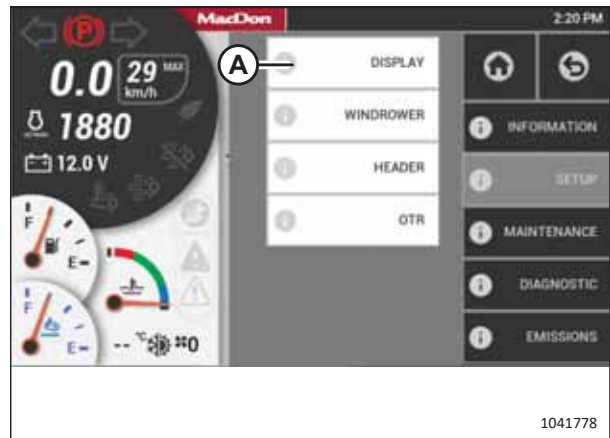 MacDon
2:20 PM
P
0.0
29 MAX
km/h
1880
12.0 V
F
E
F
E
-- °C
0
A
DISPLAY
WINDROWER
HEADER
OTR
INFORMATION
SETUP
MAINTENANCE
DIAGNOSTIC
EMISSIONS
1041778